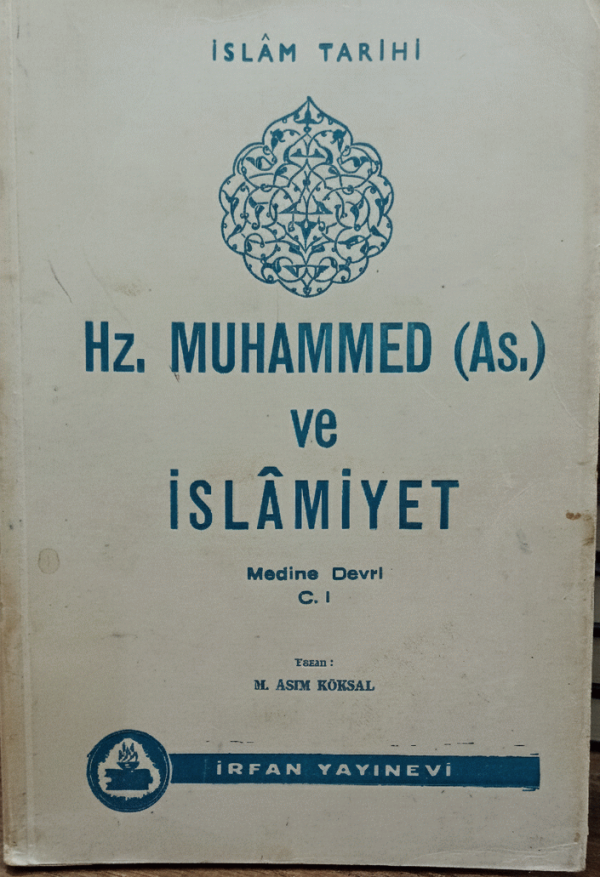 İSLÂM TARİHİ
Hz. MUHAMMED (As.)
ve
İSLÂMİYET
Medine Devri
C. I
Yazan :
M. ASIM KÖKSAL
İRFAN YAYINEVİ